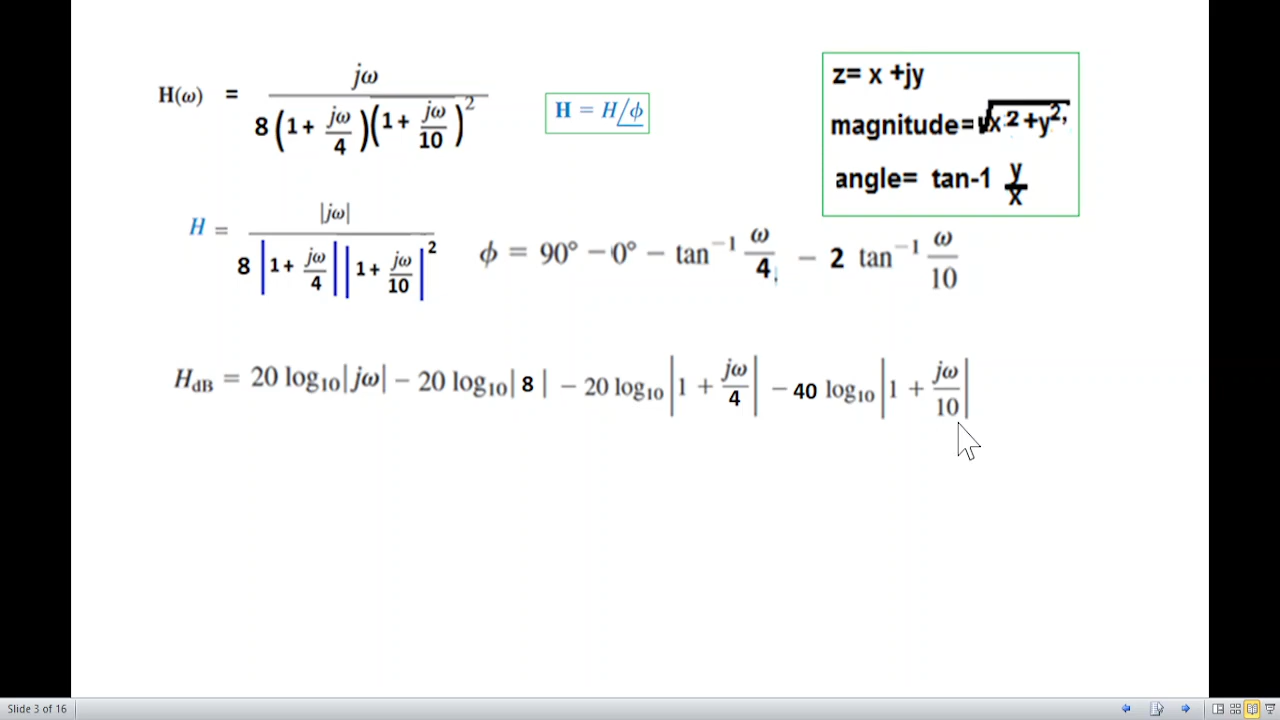 H(ω) = jω / 8(1 + jω/4)(1 + jω/10)²
H = H∠ϕ
z= x +jy
magnitude=√x2+y2,
angle= tan-1 y/x
H = |jω| / 8|1 + jω/4||1 + jω/10|²
ϕ = 90° – 0° – tan⁻¹ ω/4, – 2 tan⁻¹ ω/10
HdB = 20 log₁₀|jω| – 20 log₁₀| 8 | – 20 log₁₀|1 + jω/4| – 40 log₁₀|1 + jω/10|
Slide 3 of 16